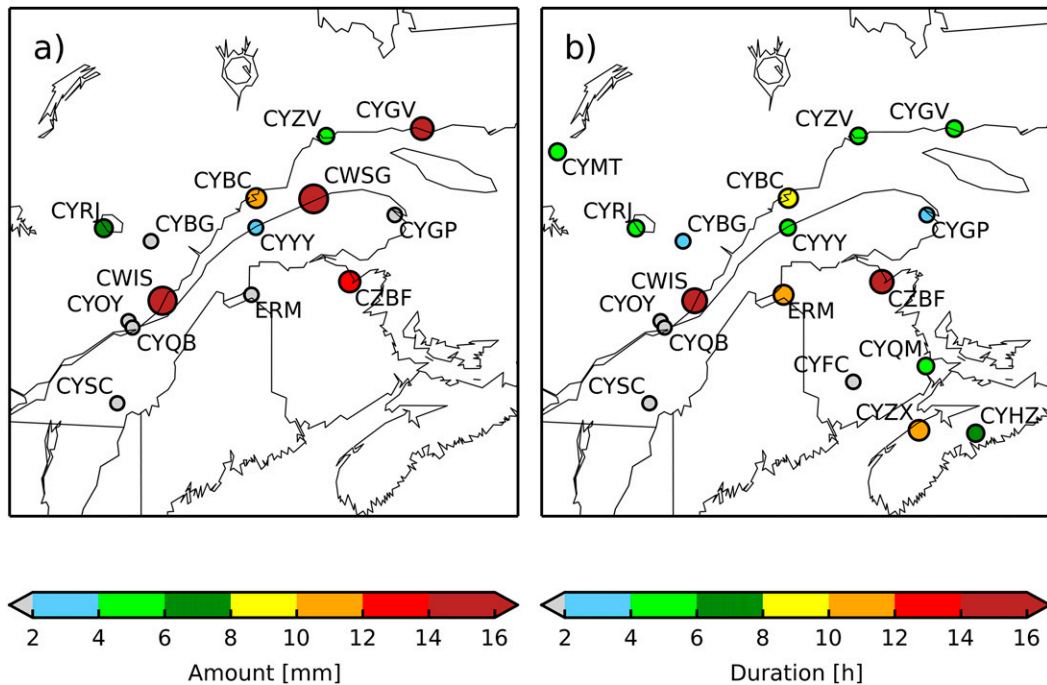 a)
CYZV
CYGV
CYBC
CWSG
CYRJ
CYBG
CYYY
CYGP
CWIS
CYOY
CZBF
ERM
CYQB
CYSC
2 4 6 8 10 12 14 16
Amount [mm]
b)
CYZV
CYGV
CYMT
CYBC
CYRJ
CYBG
CYYY
CYGP
CWIS
CYOY
CZBF
ERM
CYQB
CYFC
CYQM
CYSC
CYZX
CYHZ
2 4 6 8 10 12 14 16
Duration [h]